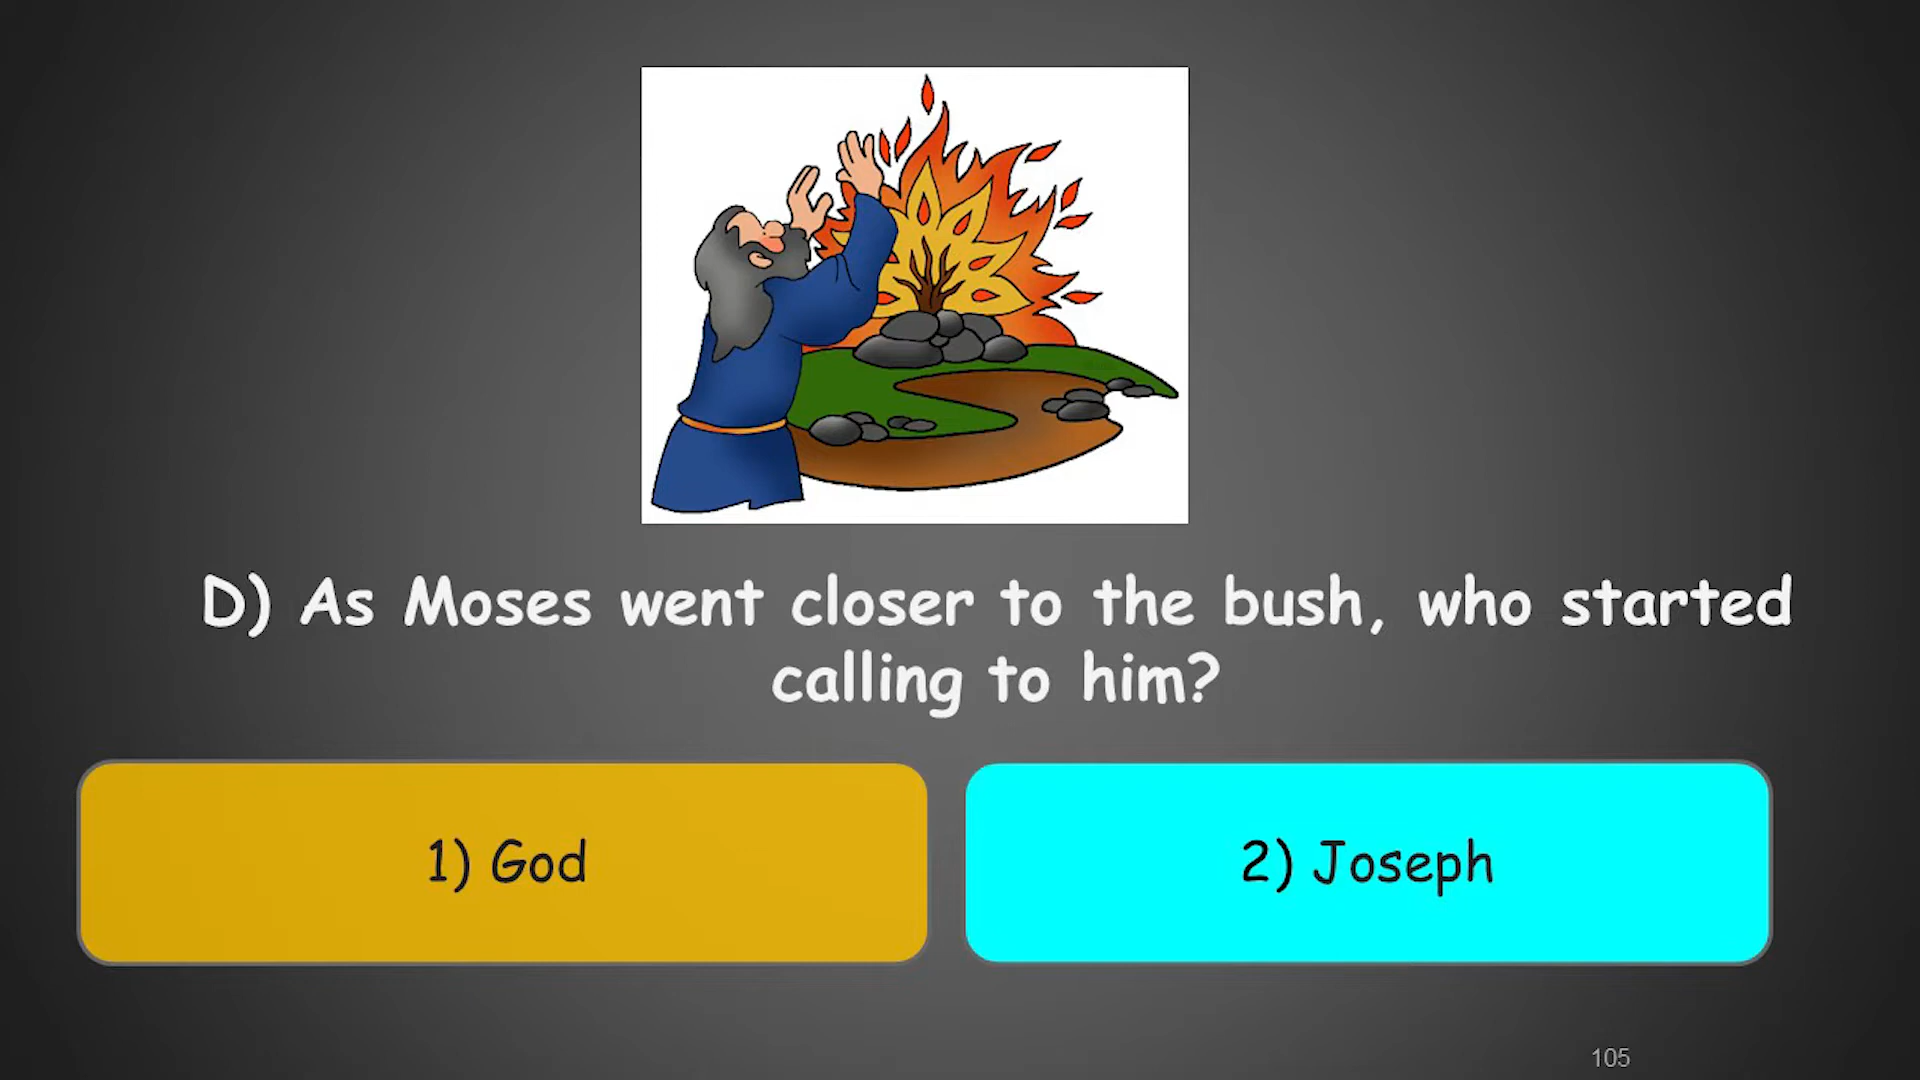 D) As Moses went closer to the bush, who started
calling to him?
1) God
2) Joseph
105